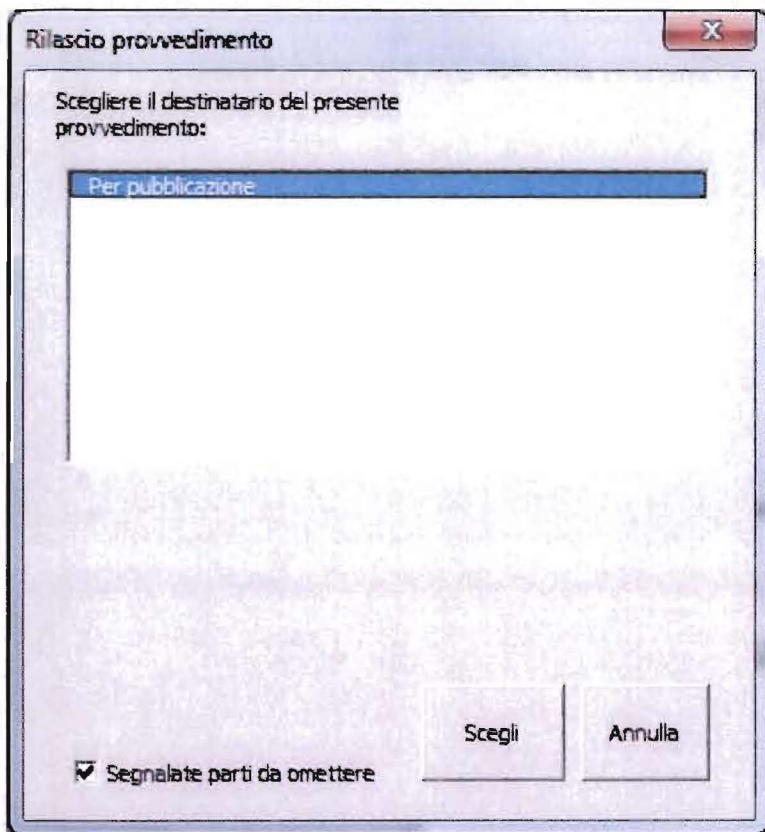 Rilascio provvedimento
Scegliere il destinatario del presente
provvedimento:
Per pubblicazione
Scegli
Annulla
Segnalate parti da omettere